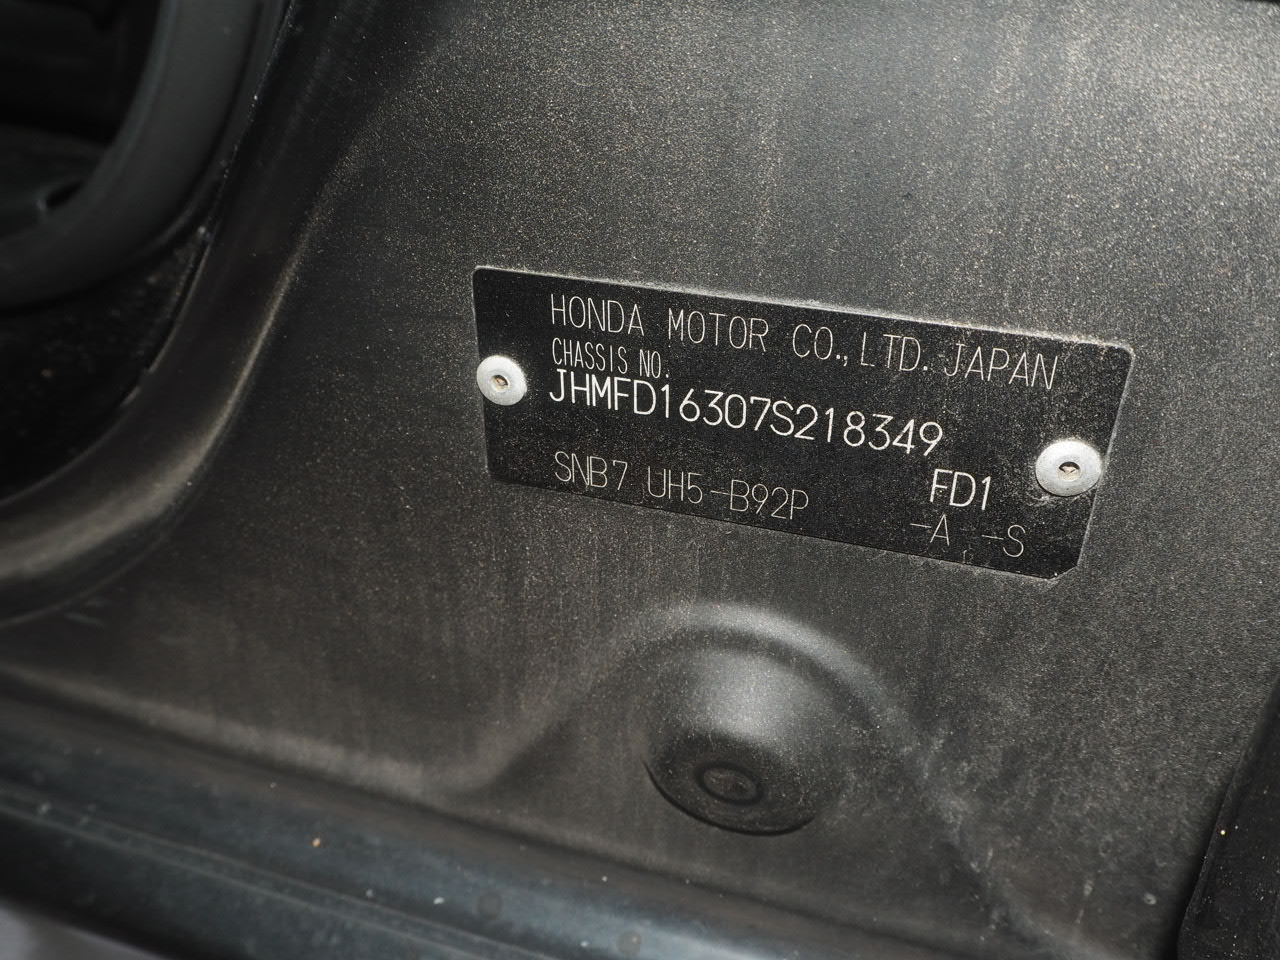 HONDA MOTOR CO., LTD. JAPAN
CHASSIS NO.
JHMFD16307S218349
FD1
SNB7 UH5-B92P
-A -S